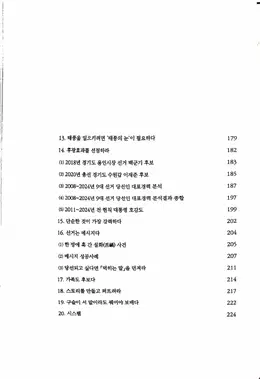 13. 태풍을 일으키려면 '태풍의 눈'이 필요하다 179
14. 후광효과를 선점하라 182
(1) 2018년 경기도 용인시장 선거 백군기 후보 183
(2) 2020년 총선 경기도 수원갑 이재준 후보 185
(3) 2008~2024년 9대 선거 당선인 대표경력 분석 187
(4) 2008~2024년 9대 선거 당선인 대표경력 분석결과 종합 197
(5) 2011~2024년 전·현직 대통령 호감도 199
15. 단순한 것이 가장 강력하다 202
16. 선거는 메시지다 204
(1) 한 방에 훅 간 실화(實話) 사건 205
(2) 메시지 성공사례 207
(3) 당선되고 싶다면 「먹히는 말」을 던져라 211
17. 가족도 후보다 214
18. 스토리를 만들고 퍼뜨려라 217
19. 구슬이 서 말이라도 꿰어야 보배다 222
20. 시스템 224